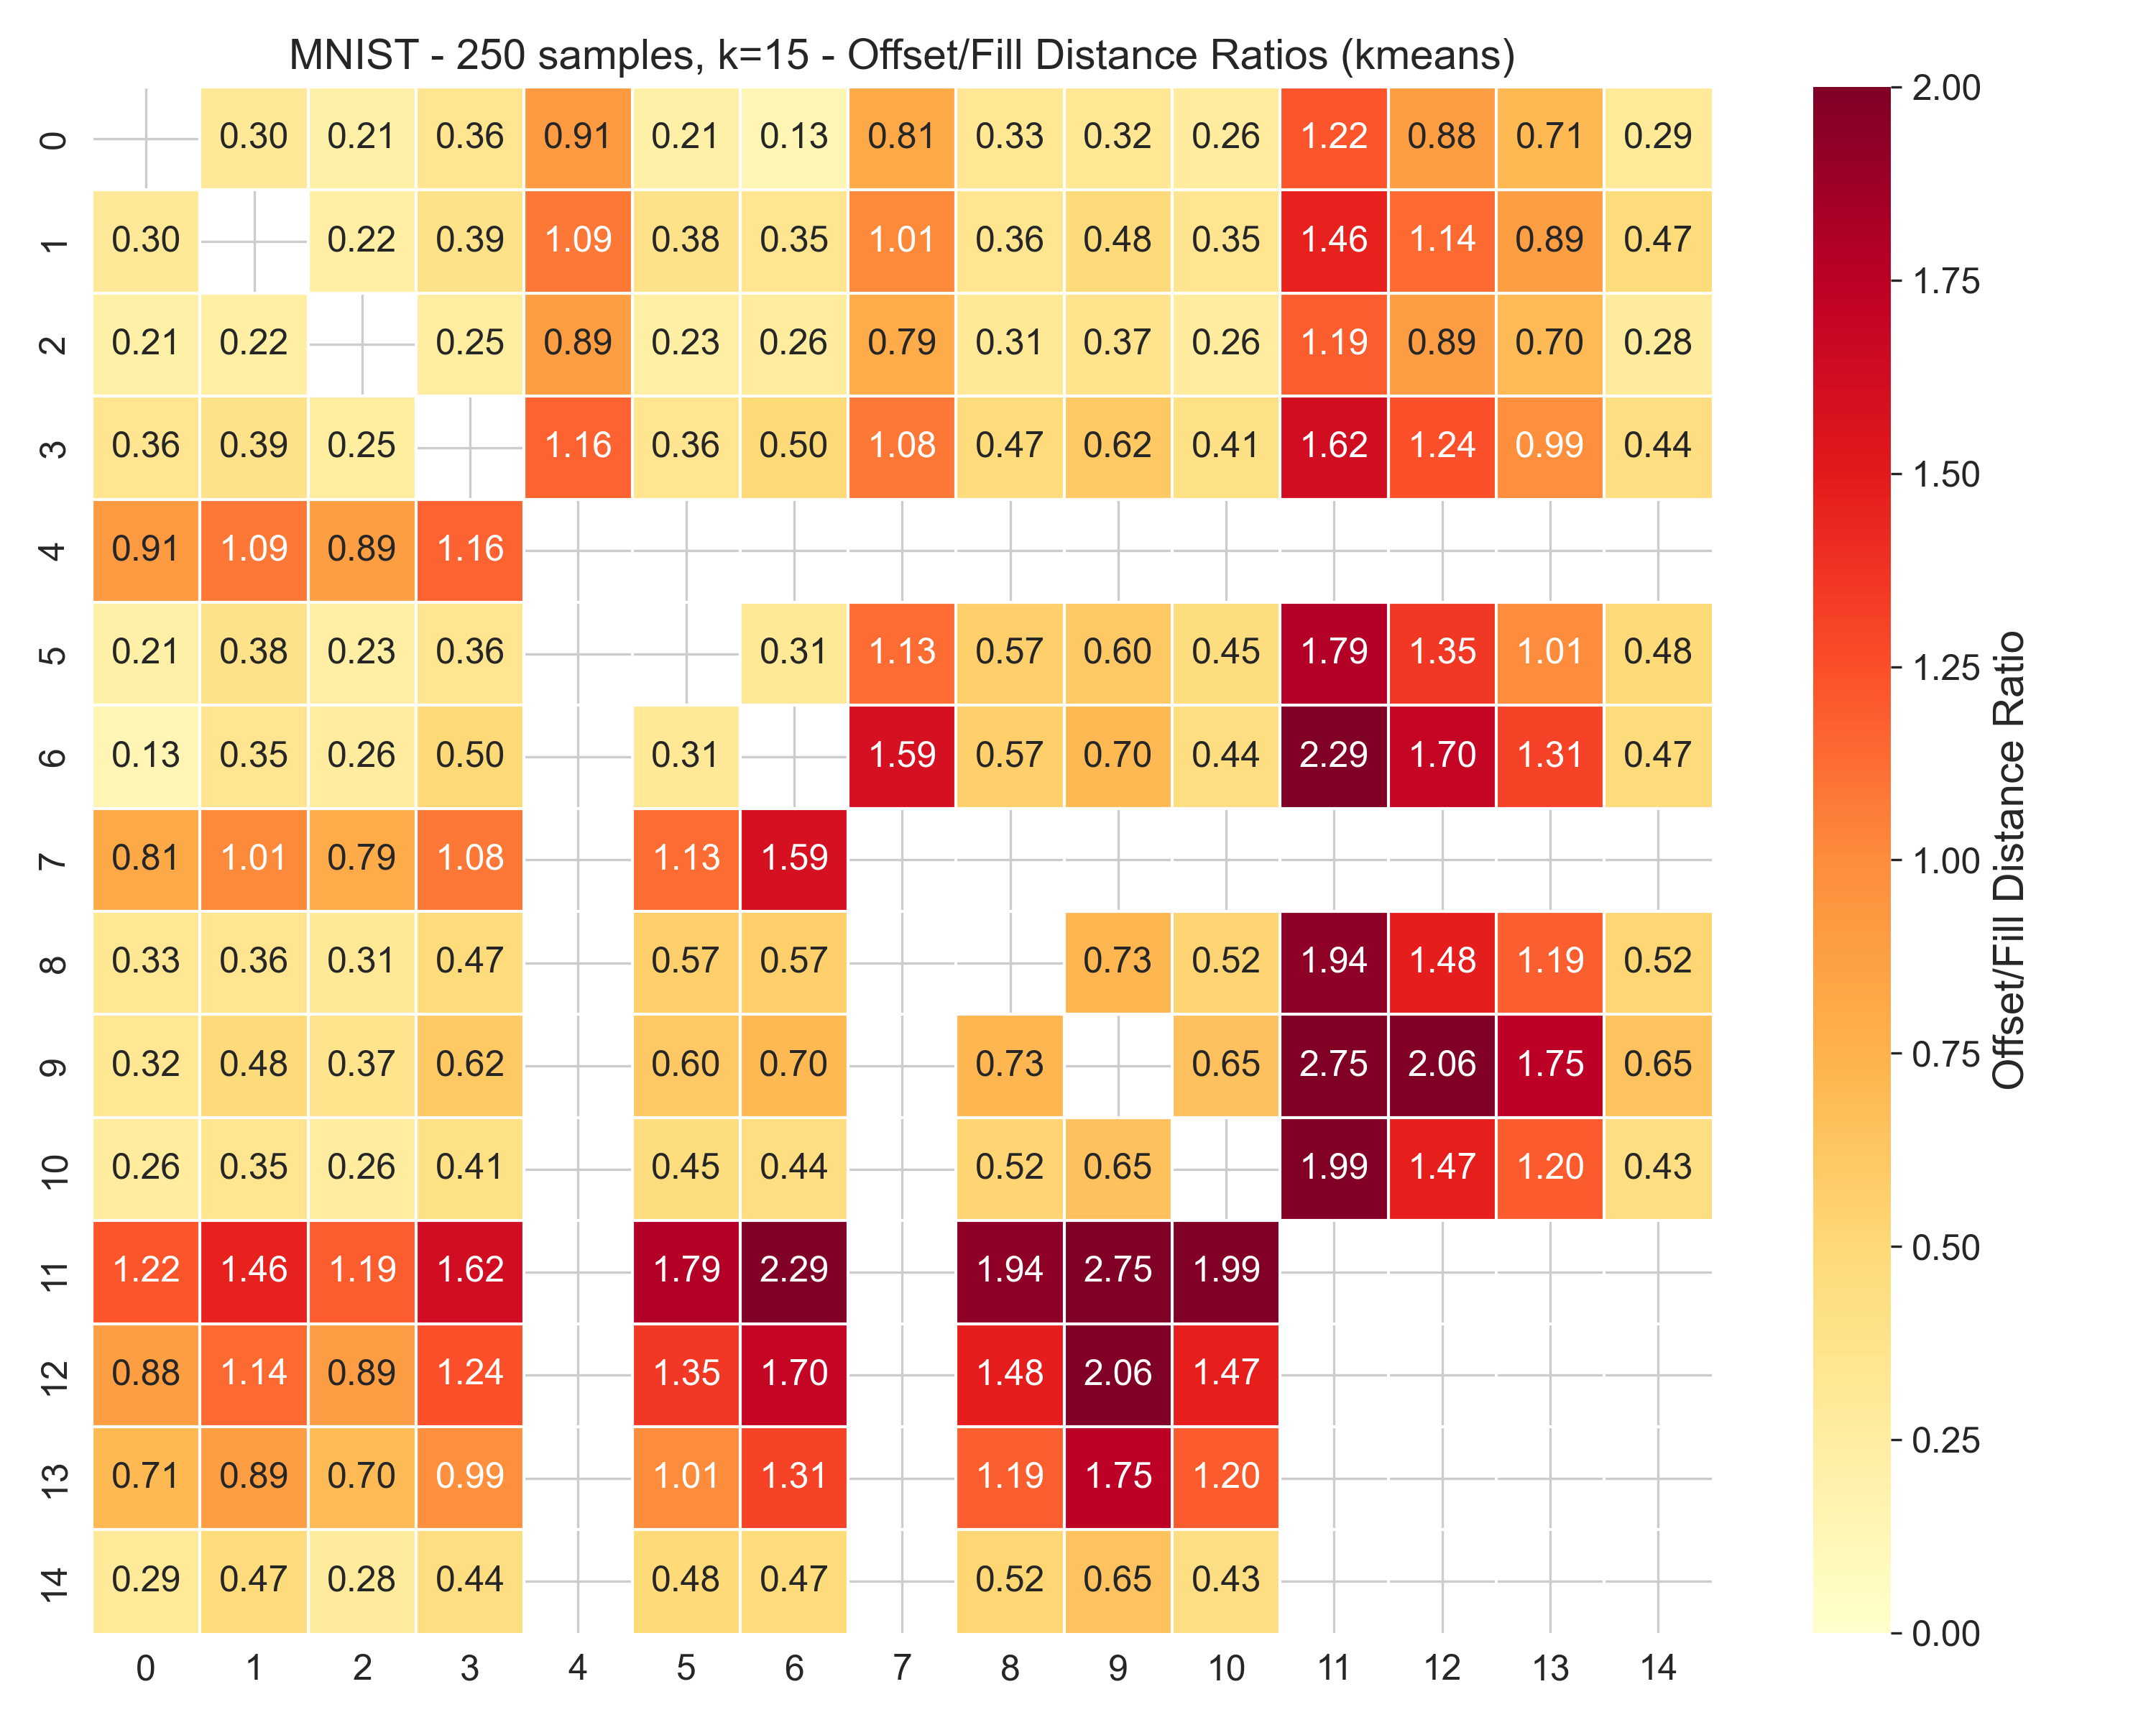 MNIST - 250 samples, k=15 - Offset/Fill Distance Ratios (kmeans)
0 0.30 0.21 0.36 0.91 0.21 0.13 0.81 0.33 0.32 0.26 1.22 0.88 0.71 0.29
1 0.30 0.22 0.39 1.09 0.38 0.35 1.01 0.36 0.48 0.35 1.46 1.14 0.89 0.47
2 0.21 0.22 0.25 0.89 0.23 0.26 0.79 0.31 0.37 0.26 1.19 0.89 0.70 0.28
3 0.36 0.39 0.25 1.16 0.36 0.50 1.08 0.47 0.62 0.41 1.62 1.24 0.99 0.44
4 0.91 1.09 0.89 1.16
5 0.21 0.38 0.23 0.36 0.31 1.13 0.57 0.60 0.45 1.79 1.35 1.01 0.48
6 0.13 0.35 0.26 0.50 0.31 1.59 0.57 0.70 0.44 2.29 1.70 1.31 0.47
7 0.81 1.01 0.79 1.08 1.13 1.59
8 0.33 0.36 0.31 0.47 0.57 0.57 0.73 0.52 1.94 1.48 1.19 0.52
9 0.32 0.48 0.37 0.62 0.60 0.70 0.73 0.65 2.75 2.06 1.75 0.65
10 0.26 0.35 0.26 0.41 0.45 0.44 0.52 0.65 1.99 1.47 1.20 0.43
11 1.22 1.46 1.19 1.62 1.79 2.29 1.94 2.75 1.99
12 0.88 1.14 0.89 1.24 1.35 1.70 1.48 2.06 1.47
13 0.71 0.89 0.70 0.99 1.01 1.31 1.19 1.75 1.20
14 0.29 0.47 0.28 0.44 0.48 0.47 0.52 0.65 0.43
0 1 2 3 4 5 6 7 8 9 10 11 12 13 14
2.00
1.75
1.50
1.25
1.00
0.75
0.50
0.25
0.00
Offset/Fill Distance Ratio